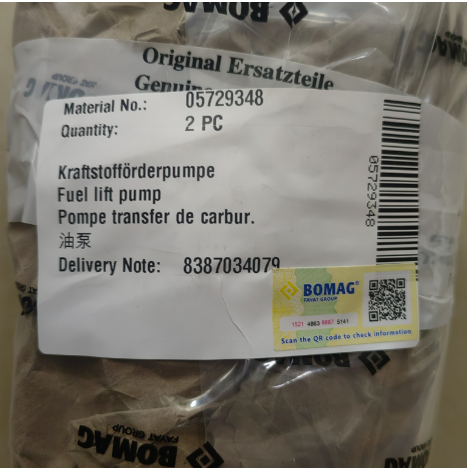 BOMAG
Original Ersatzteile
Material No.: 05729348
Quantity: 2 PC
Kraftstofförderpumpe
Fuel lift pump
Pompe transfer de carbur.
油泵
Delivery Note: 8387034079
05729348
BOMAG
FAYAT GROUP
1521 4863 8887 5141
Scan the QR code to check information
BOMAG
FAYAT GROUP